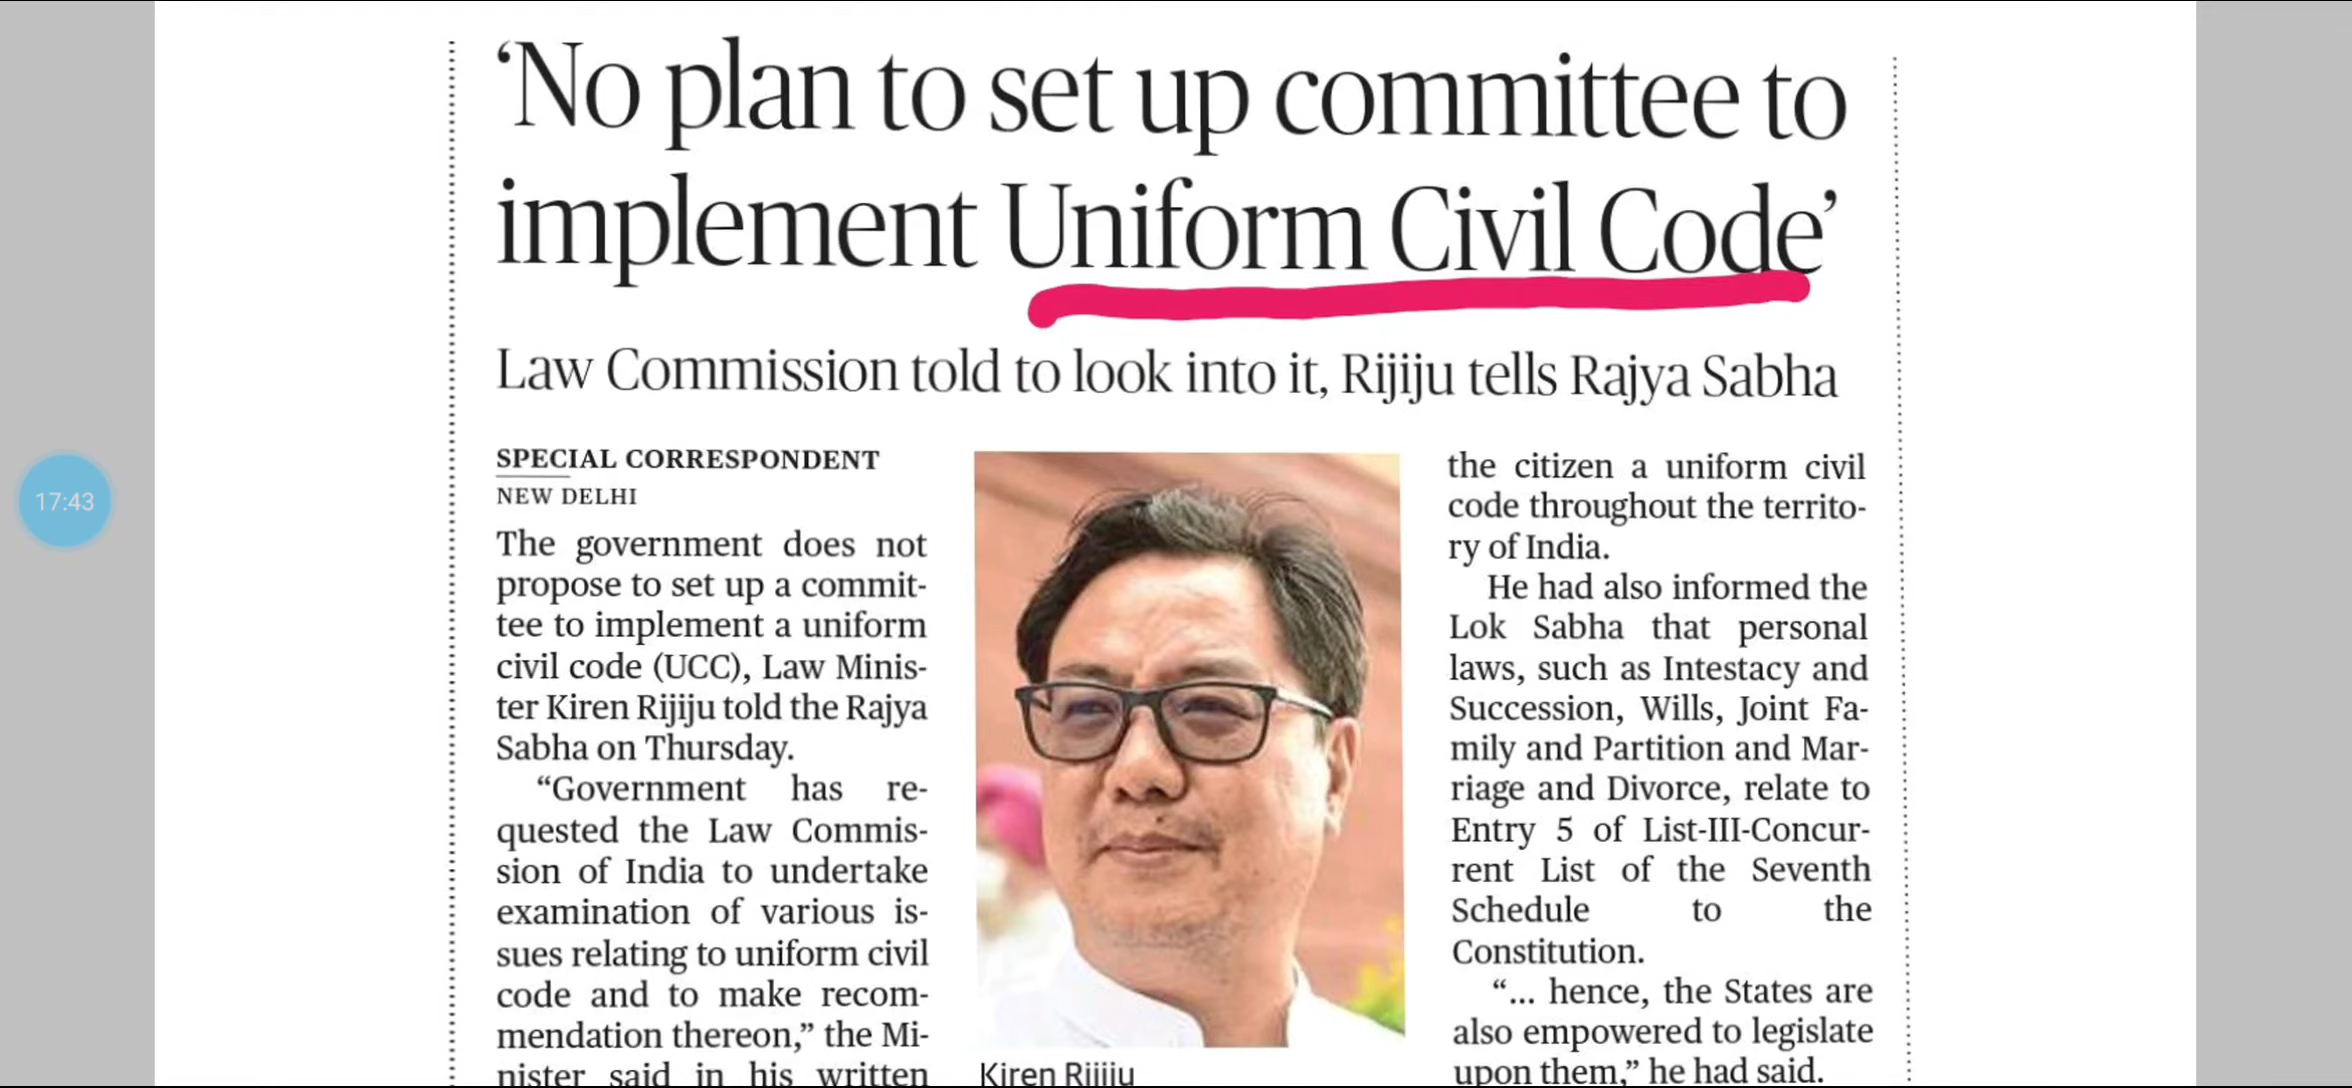 ‘No plan to set up committee to
implement Uniform Civil Code’
Law Commission told to look into it, Rijiju tells Rajya Sabha
SPECIAL CORRESPONDENT
NEW DELHI
The government does not
propose to set up a commit-
tee to implement a uniform
civil code (UCC), Law Minis-
ter Kiren Rijiju told the Rajya
Sabha on Thursday.
“Government has re-
quested the Law Commis-
sion of India to undertake
examination of various is-
sues relating to uniform civil
code and to make recom-
mendation thereon,” the Mi-
nister said in his written
Kiren Rijiju
the citizen a uniform civil
code throughout the territo-
ry of India.
He had also informed the
Lok Sabha that personal
laws, such as Intestacy and
Succession, Wills, Joint Fa-
mily and Partition and Mar-
riage and Divorce, relate to
Entry 5 of List-III-Concur-
rent List of the Seventh
Schedule to the
Constitution.
“... hence, the States are
also empowered to legislate
upon them,” he had said.
17:43